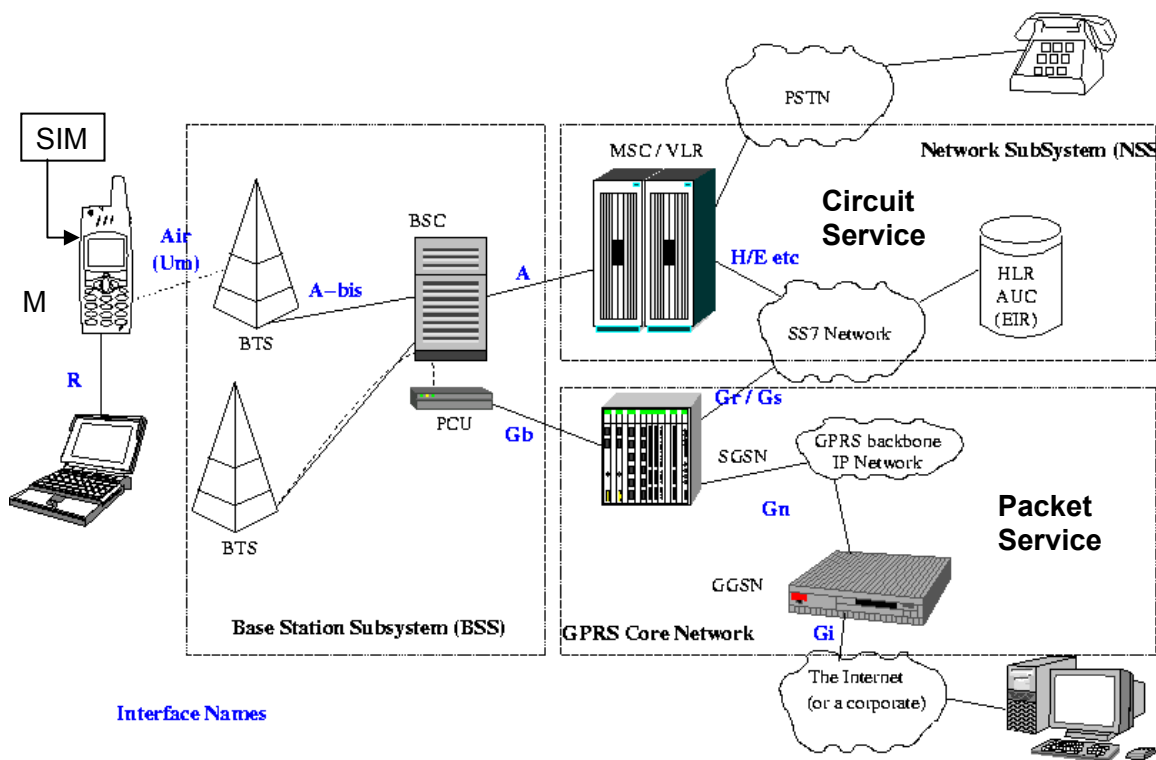 SIM
M
R
Air
(Um)
BTS
A-bis
BTS
BSC
PCU
Base Station Subsystem (BSS)
A
Gb
PSTN
MSC / VLR
Network SubSystem (NSS
Circuit
Service
H/E etc
HLR
AUC
(EIR)
SS7 Network
Gr / Gs
SGSN
GPRS backbone
IP Network
Gn
Packet
Service
GGSN
GPRS Core Network
Gi
The Internet
(or a corporate)
Interface Names